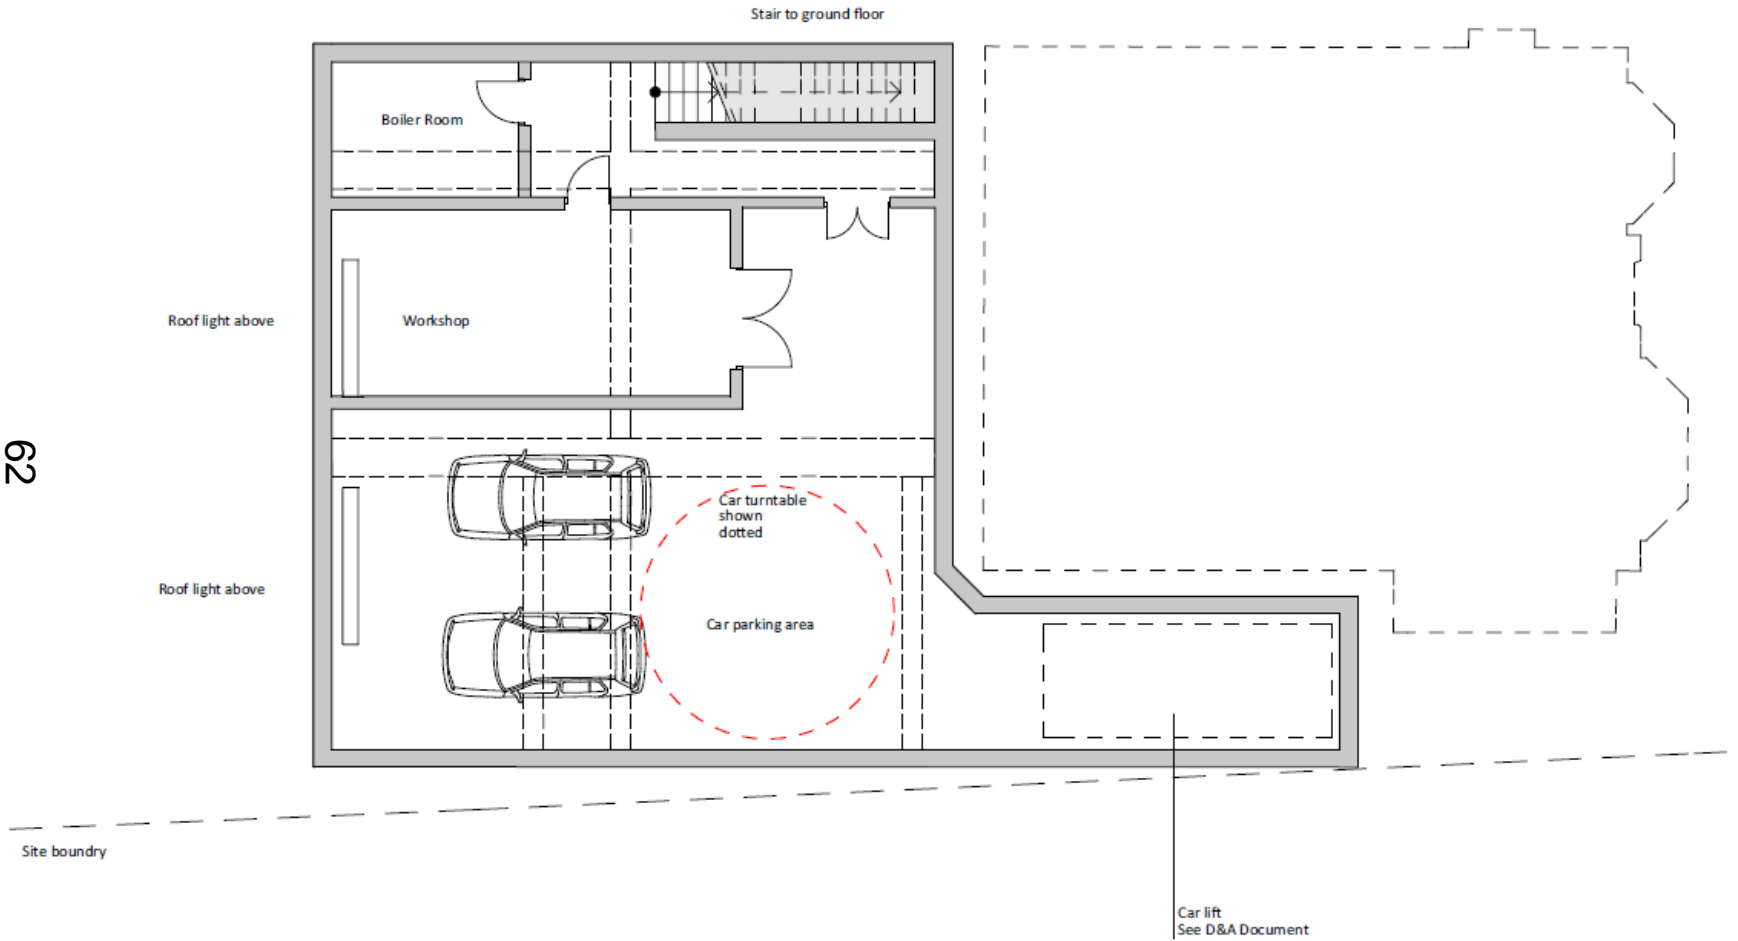 Stair to ground floor
Boiler Room
Roof light above
Workshop
62
Car turntable
shown
dotted
Roof light above
Car parking area
Site boundry
Car lift
See D&A Document